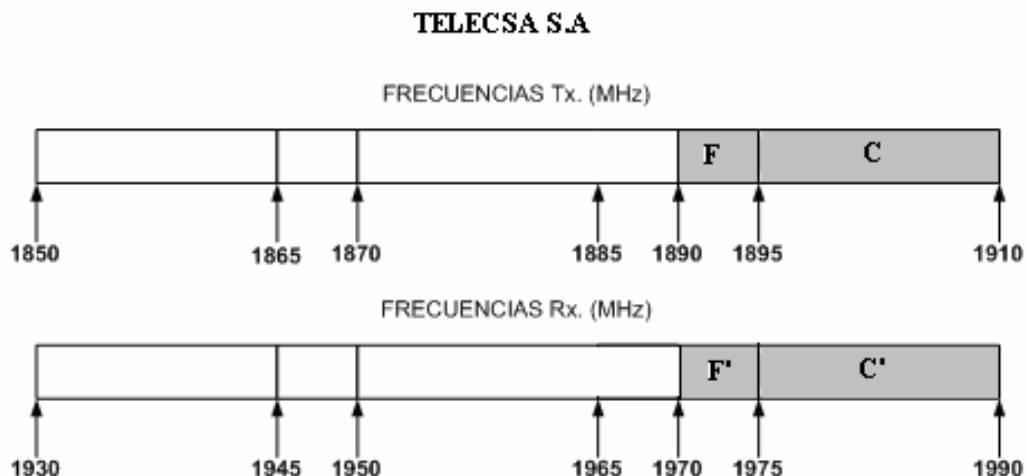 TELECSA S.A
FRECUENCIAS Tx. (MHz)
F C
1850 1865 1870 1885 1890 1895 1910
FRECUENCIAS Rx. (MHz)
F' C'
1930 1945 1950 1965 1970 1975 1990